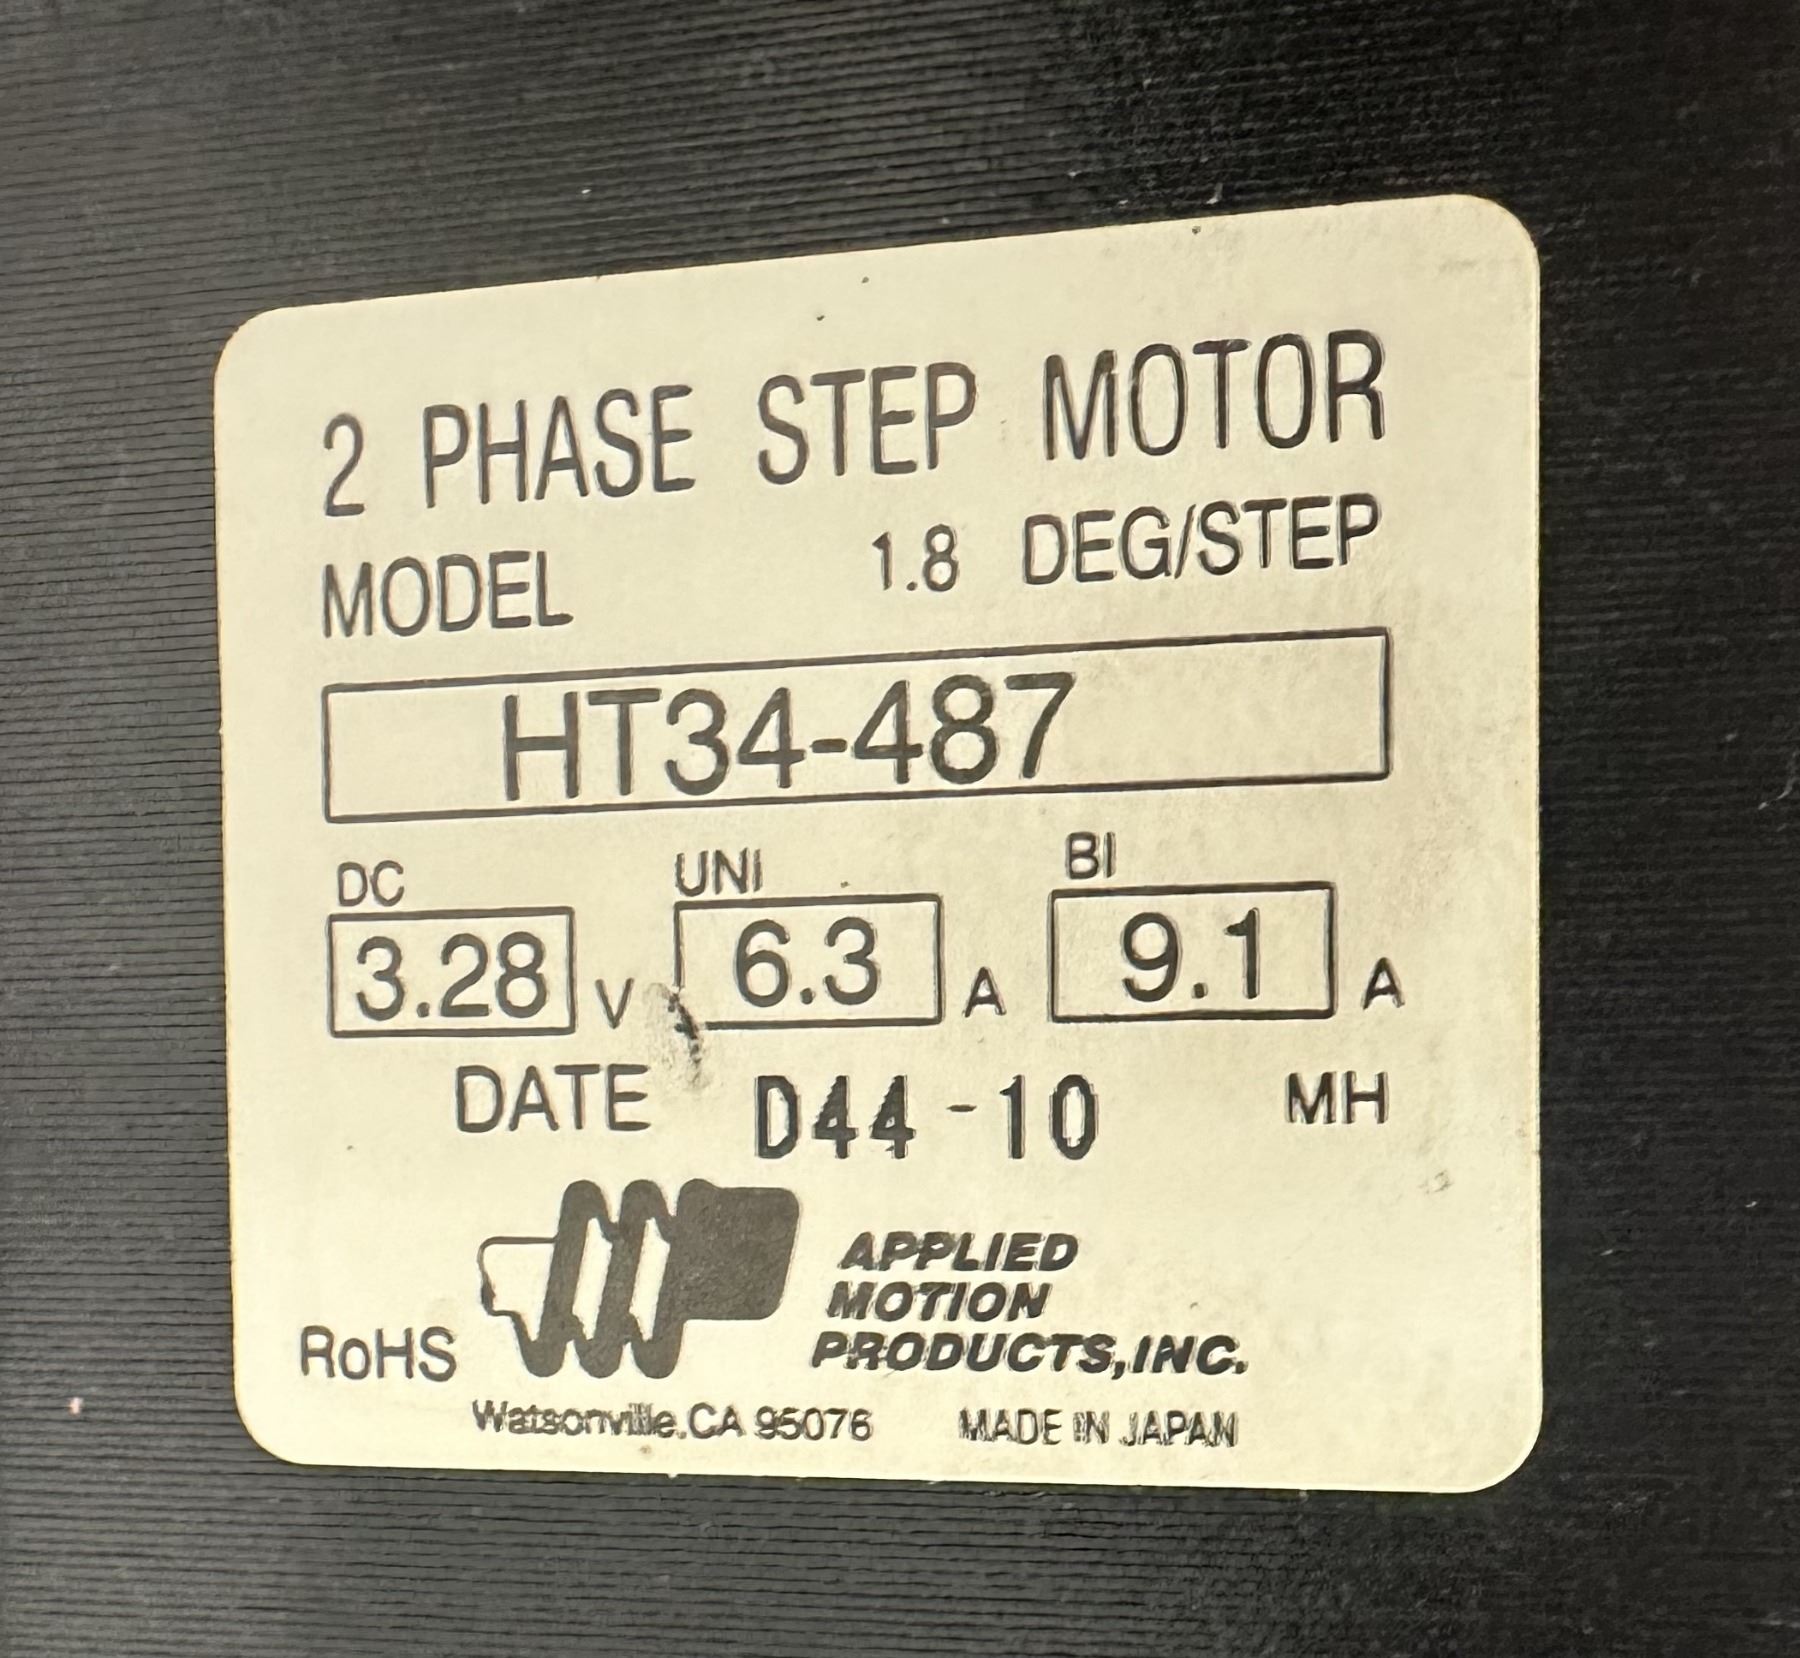 2 PHASE STEP MOTOR
MODEL 1.8 DEG/STEP
HT34-487
DC UNI BI
3.28 V 6.3 A 9.1 A
DATE D44-10 MH
APPLIED
MOTION
PRODUCTS, INC.
RoHS
Watsonville, CA 95076 MADE IN JAPAN